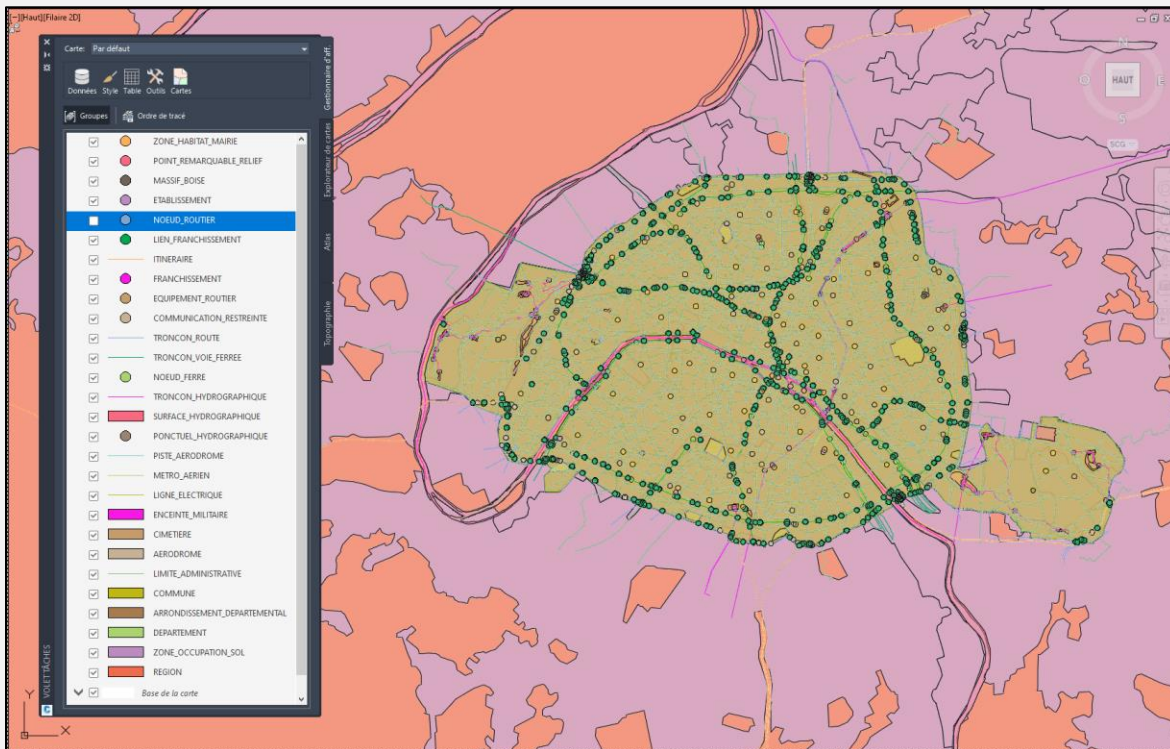 [−][Haut][Filaire 2D]
Carte: Par défaut
Données Style Table Outils Cartes
Groupes Ordre de tracé
ZONE_HABITAT_MAIRIE
POINT_REMARQUABLE_RELIEF
MASSIF_BOISE
ETABLISSEMENT
NOEUD_ROUTIER
LIEN_FRANCHISSEMENT
ITINERAIRE
FRANCHISSEMENT
EQUIPEMENT_ROUTIER
COMMUNICATION_RESTREINTE
TRONCON_ROUTE
TRONCON_VOIE_FERREE
NOEUD_FERRE
TRONCON_HYDROGRAPHIQUE
SURFACE_HYDROGRAPHIQUE
PONCTUEL_HYDROGRAPHIQUE
PISTE_AERODROME
METRO_AERIEN
LIGNE_ELECTRIQUE
ENCEINTE_MILITAIRE
CIMETIERE
AERODROME
LIMITE_ADMINISTRATIVE
COMMUNE
ARRONDISSEMENT_DEPARTEMENTAL
DEPARTEMENT
ZONE_OCCUPATION_SOL
REGION
Base de la carte
VOLET TÂCHES
Gestionnaire d'aff...
Explorateur de cartes
Atlas
Topographie
N
O
HAUT
E
S
SCG
Y
X